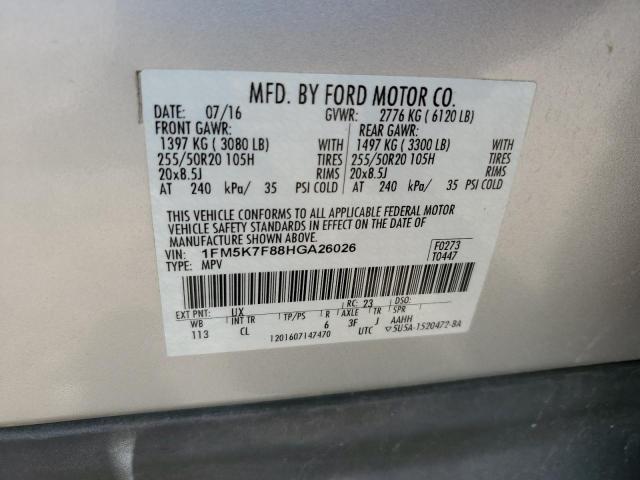 MFD. BY FORD MOTOR CO.
DATE: 07/16 GVWR: 2776 KG ( 6120 LB)
FRONT GAWR: REAR GAWR:
1397 KG ( 3080 LB) WITH 1497 KG ( 3300 LB) WITH
255/50R20 105H TIRES 255/50R20 105H TIRES
20x8.5J RIMS 20x8.5J RIMS
AT 240 kPa/ 35 PSI COLD AT 240 kPa/ 35 PSI COLD
THIS VEHICLE CONFORMS TO ALL APPLICABLE FEDERAL MOTOR
VEHICLE SAFETY STANDARDS IN EFFECT ON THE DATE OF
MANUFACTURE SHOWN ABOVE.
VIN: 1FM5K7F88HGA26026 F0273
TYPE: MPV T0447
EXT PNT: UX RC: 23 DSO:
WB INT TR TP/PS R AXLE TR SPR
113 CL 6 3F J AAHH
1201607147470 UTC ▽5USA-1520472-BA